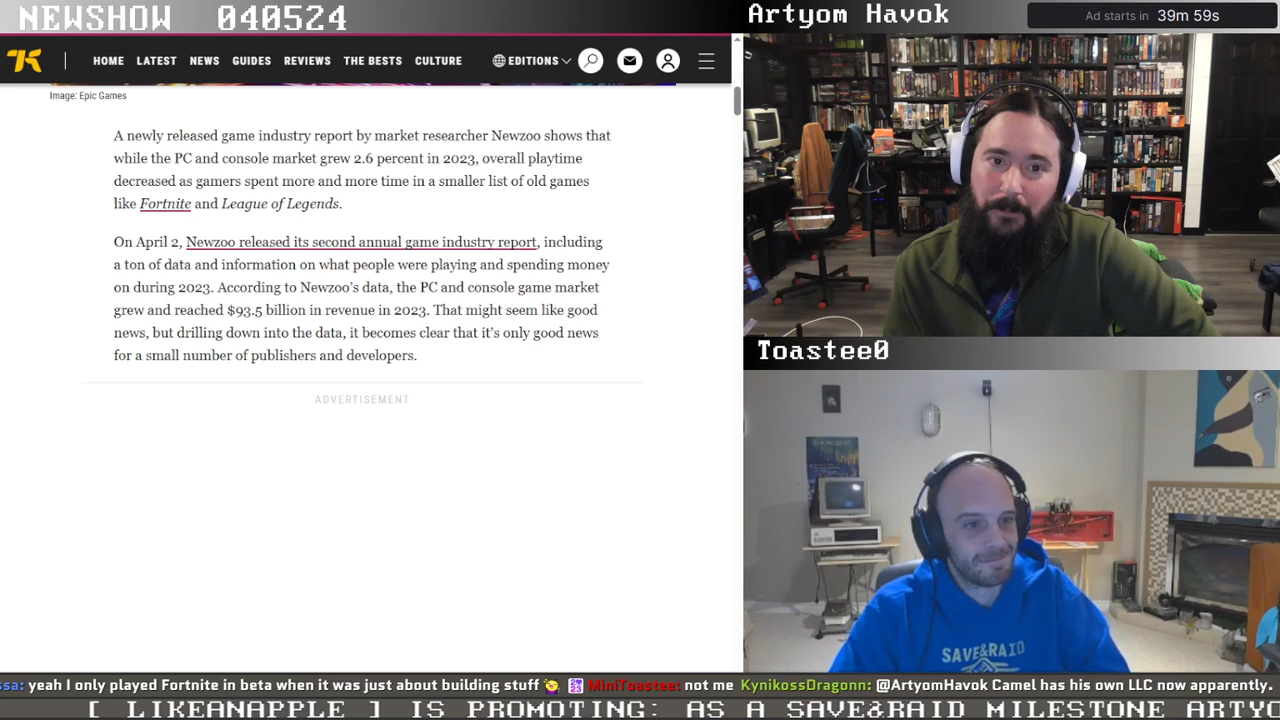 NEWSHOW 040524
Artyom Havok
Ad starts in 39m 59s
HOME LATEST NEWS GUIDES REVIEWS THE BESTS CULTURE EDITIONS
Image: Epic Games
A newly released game industry report by market researcher Newzoo shows that
while the PC and console market grew 2.6 percent in 2023, overall playtime
decreased as gamers spent more and more time in a smaller list of old games
like Fortnite and League of Legends.
On April 2, Newzoo released its second annual game industry report, including
a ton of data and information on what people were playing and spending money
on during 2023. According to Newzoo’s data, the PC and console game market
grew and reached $93.5 billion in revenue in 2023. That might seem like good
news, but drilling down into the data, it becomes clear that it’s only good news
for a small number of publishers and developers.
ADVERTISEMENT
Toastee0
SAVE&RAID
ssa: yeah I only played Fortnite in beta when it was just about building stuff MiniToastee: not me KynikossDragonn: @ArtyomHavok Camel has his own LLC now apparently.
[ LIKEANAPPLE ] IS PROMOTING: AS A SAVE&RAID MILESTONE ARTYO